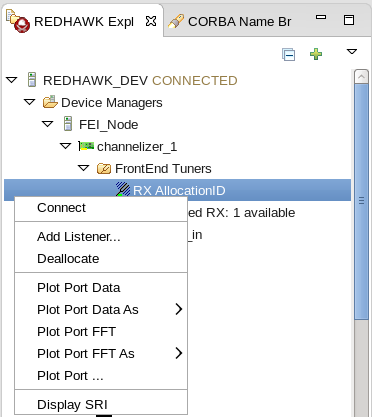 REDHAWK Expl
CORBA Name Br
REDHAWK_DEV CONNECTED
Device Managers
FEI_Node
channelizer_1
FrontEnd Tuners
RX AllocationID
ed RX: 1 available
_in
Connect
Add Listener...
Deallocate
Plot Port Data
Plot Port Data As
Plot Port FFT
Plot Port FFT As
Plot Port ...
Display SRI